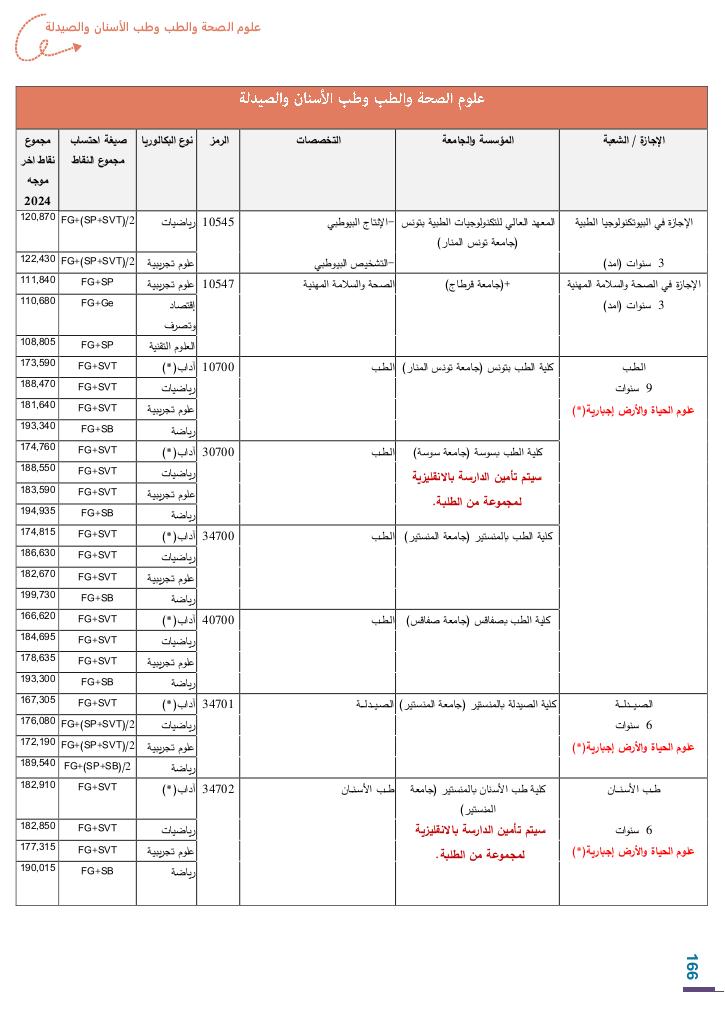 علوم الصحة والطب وطب الأسنان والصيدلة
علوم الصحة والطب وطب الأسنان والصيدلة
الإجازة / الشعبة المؤسسة والجامعة التخصصات الرمز نوع البكالوريا صيغة احتساب مجموع النقاط مجموع نقاط اخر موجه 2024
الإجازة في البيوتكنولوجيا الطبية المعهد العالي للتكنولوجيات الطبية بتونس –الإنتاج البيوطبي 10545 رياضيات FG+(SP+SVT)/2 120,870
(جامعة تونس المنار)
3 سنوات (امد) –التشخيص البيوطبي علوم تجريبية FG+(SP+SVT)/2 122,430
الإجازة في الصحة والسلامة المهنية +(جامعة قرطاج) الصحة والسلامة المهنية 10547 علوم تجريبية FG+SP 111,840
3 سنوات (امد) إقتصاد وتصرف FG+Ge 110,680
العلوم التقنية FG+SP 108,805
الطب كلية الطب بتونس (جامعة تونس المنار) الطب 10700 آداب(*) FG+SVT 173,590
9 سنوات رياضيات FG+SVT 188,470
علوم الحياة والأرض إجبارية(*) علوم تجريبية FG+SVT 181,640
رياضة FG+SB 193,340
كلية الطب بسوسة (جامعة سوسة) الطب 30700 آداب(*) FG+SVT 174,760
سيتم تأمين الدارسة بالانقليزية رياضيات FG+SVT 188,550
لمجموعة من الطلبة. علوم تجريبية FG+SVT 183,590
رياضة FG+SB 194,935
كلية الطب بالمنستير (جامعة المنستير) الطب 34700 آداب(*) FG+SVT 174,815
رياضيات FG+SVT 186,630
علوم تجريبية FG+SVT 182,670
رياضة FG+SB 199,730
كلية الطب بصفاقس (جامعة صفاقس) الطب 40700 آداب(*) FG+SVT 166,620
رياضيات FG+SVT 184,695
علوم تجريبية FG+SVT 178,635
رياضة FG+SB 193,300
الصيـدلـة كلية الصيدلة بالمنستير (جامعة المنستير) الصيـدلـة 34701 آداب(*) FG+SVT 167,305
6 سنوات رياضيات FG+(SP+SVT)/2 176,080
علوم الحياة والأرض إجبارية(*) علوم تجريبية FG+(SP+SVT)/2 172,190
رياضة FG+(SP+SB)/2 189,540
طـب الأسنـان كلية طب الأسنان بالمنستير (جامعة طـب الأسنـان 34702 آداب(*) FG+SVT 182,910
المنستير)
6 سنوات سيتم تأمين الدارسة بالانقليزية رياضيات FG+SVT 182,850
علوم الحياة والأرض إجبارية(*) لمجموعة من الطلبة. علوم تجريبية FG+SVT 177,315
رياضة FG+SB 190,015
166